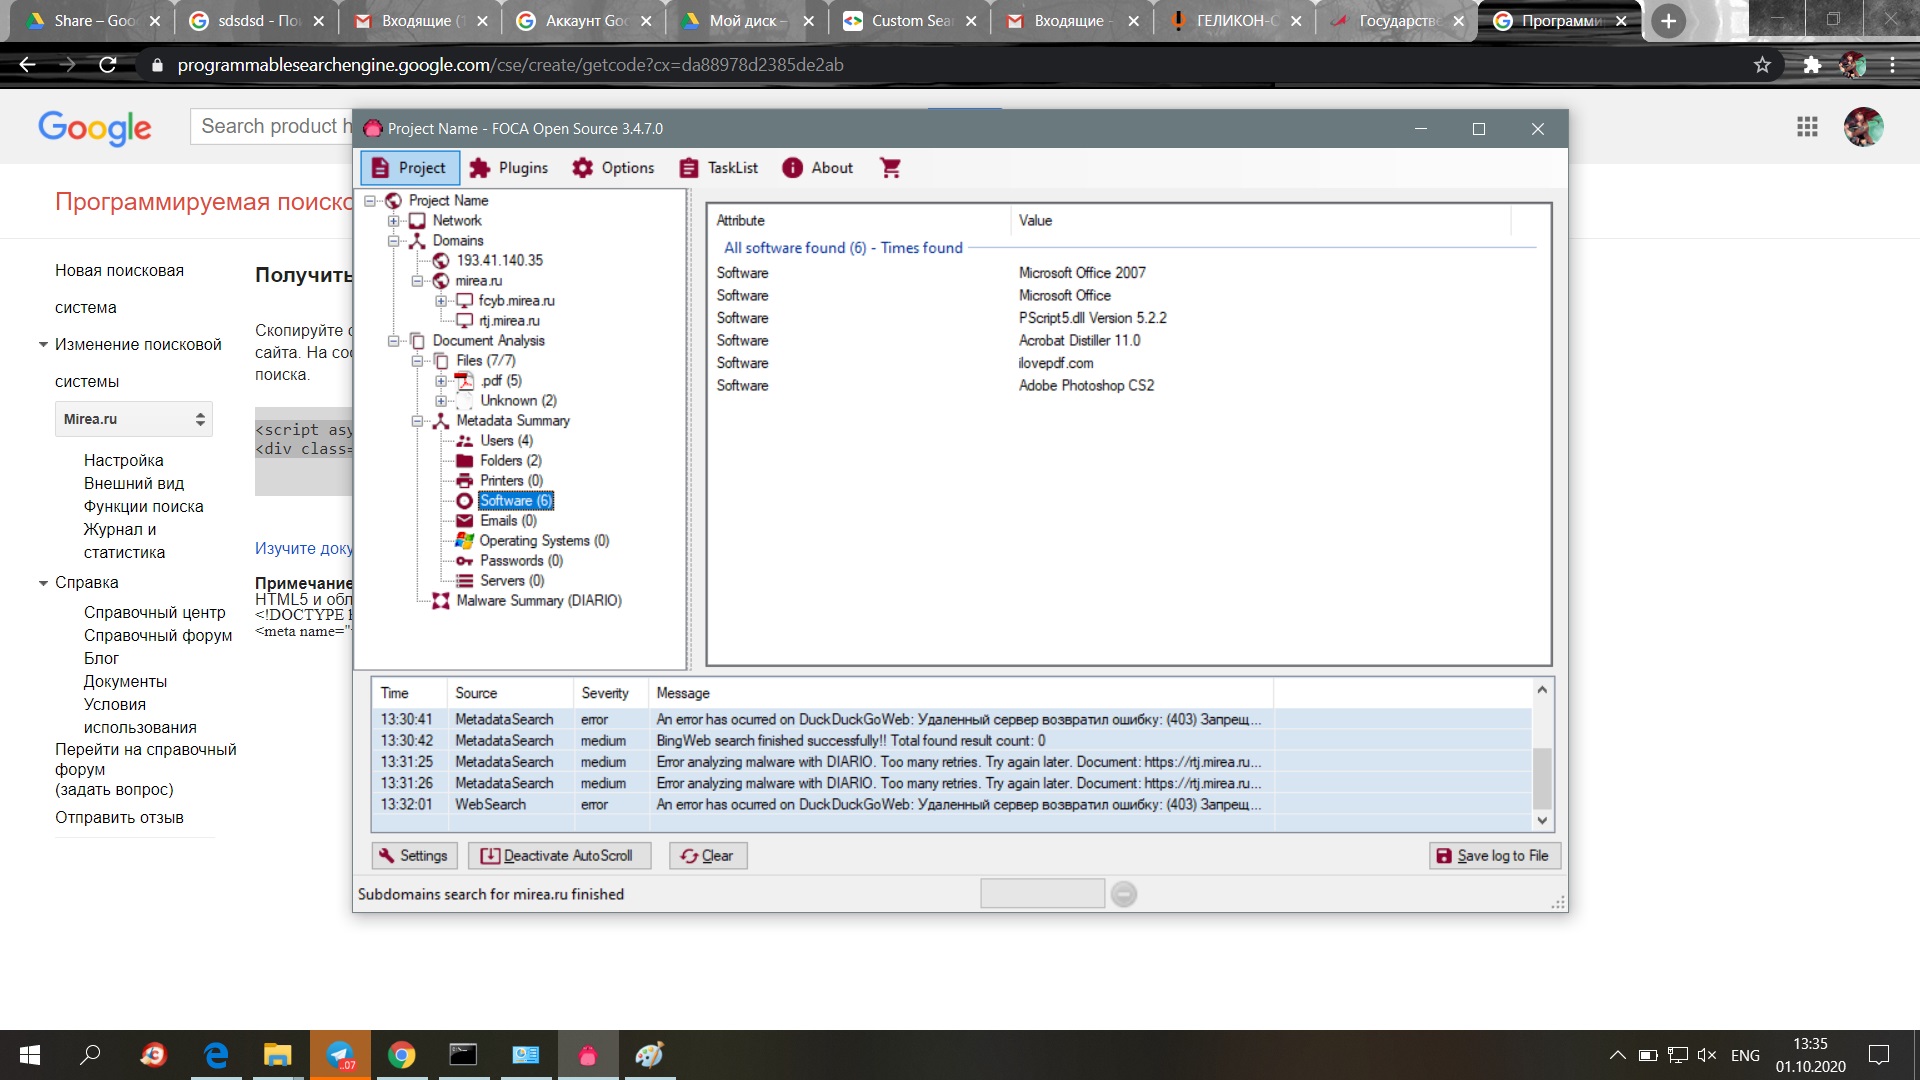 Share – Goo
sdsdsd - По
Входящие (1
Аккаунт Goo
Мой диск –
Custom Sear
Входящие -
ГЕЛИКОН-О
Государств
Программи
programmablesearchengine.google.com/cse/create/getcode?cx=da88978d2385de2ab
Google
Search product h
Программируемая поиско
Новая поисковая
система
Изменение поисковой
системы
Mirea.ru
Настройка
Внешний вид
Функции поиска
Журнал и
статистика
Справка
Справочный центр
Справочный форум
Блог
Документы
Условия
использования
Перейти на справочный
форум
(задать вопрос)
Отправить отзыв
Получить
Скопируйте
сайта. На
поиска.
<script asy
<div class=
Изучите доку
Примечание
HTML5 и обл
<!DOCTYPE
<meta name="
Project Name - FOCA Open Source 3.4.7.0
Project
Plugins
Options
TaskList
About
Project Name
Network
Domains
193.41.140.35
mirea.ru
fcyb.mirea.ru
rtj.mirea.ru
Document Analysis
Files (7/7)
.pdf (5)
Unknown (2)
Metadata Summary
Users (4)
Folders (2)
Printers (0)
Software (6)
Emails (0)
Operating Systems (0)
Passwords (0)
Servers (0)
Malware Summary (DIARIO)
Attribute Value
All software found (6) - Times found
Software Microsoft Office 2007
Software Microsoft Office
Software PScript5.dll Version 5.2.2
Software Acrobat Distiller 11.0
Software ilovepdf.com
Software Adobe Photoshop CS2
Time Source Severity Message
13:30:41 MetadataSearch error An error has ocurred on DuckDuckGoWeb: Удаленный сервер возвратил ошибку: (403) Запрещ...
13:30:42 MetadataSearch medium BingWeb search finished successfully!! Total found result count: 0
13:31:25 MetadataSearch medium Error analyzing malware with DIARIO. Too many retries. Try again later. Document: https://rtj.mirea.ru...
13:31:26 MetadataSearch medium Error analyzing malware with DIARIO. Too many retries. Try again later. Document: https://rtj.mirea.ru...
13:32:01 WebSearch error An error has ocurred on DuckDuckGoWeb: Удаленный сервер возвратил ошибку: (403) Запрещ...
Settings
Deactivate AutoScroll
Clear
Save log to File
Subdomains search for mirea.ru finished
..07
ENG
13:35
01.10.2020